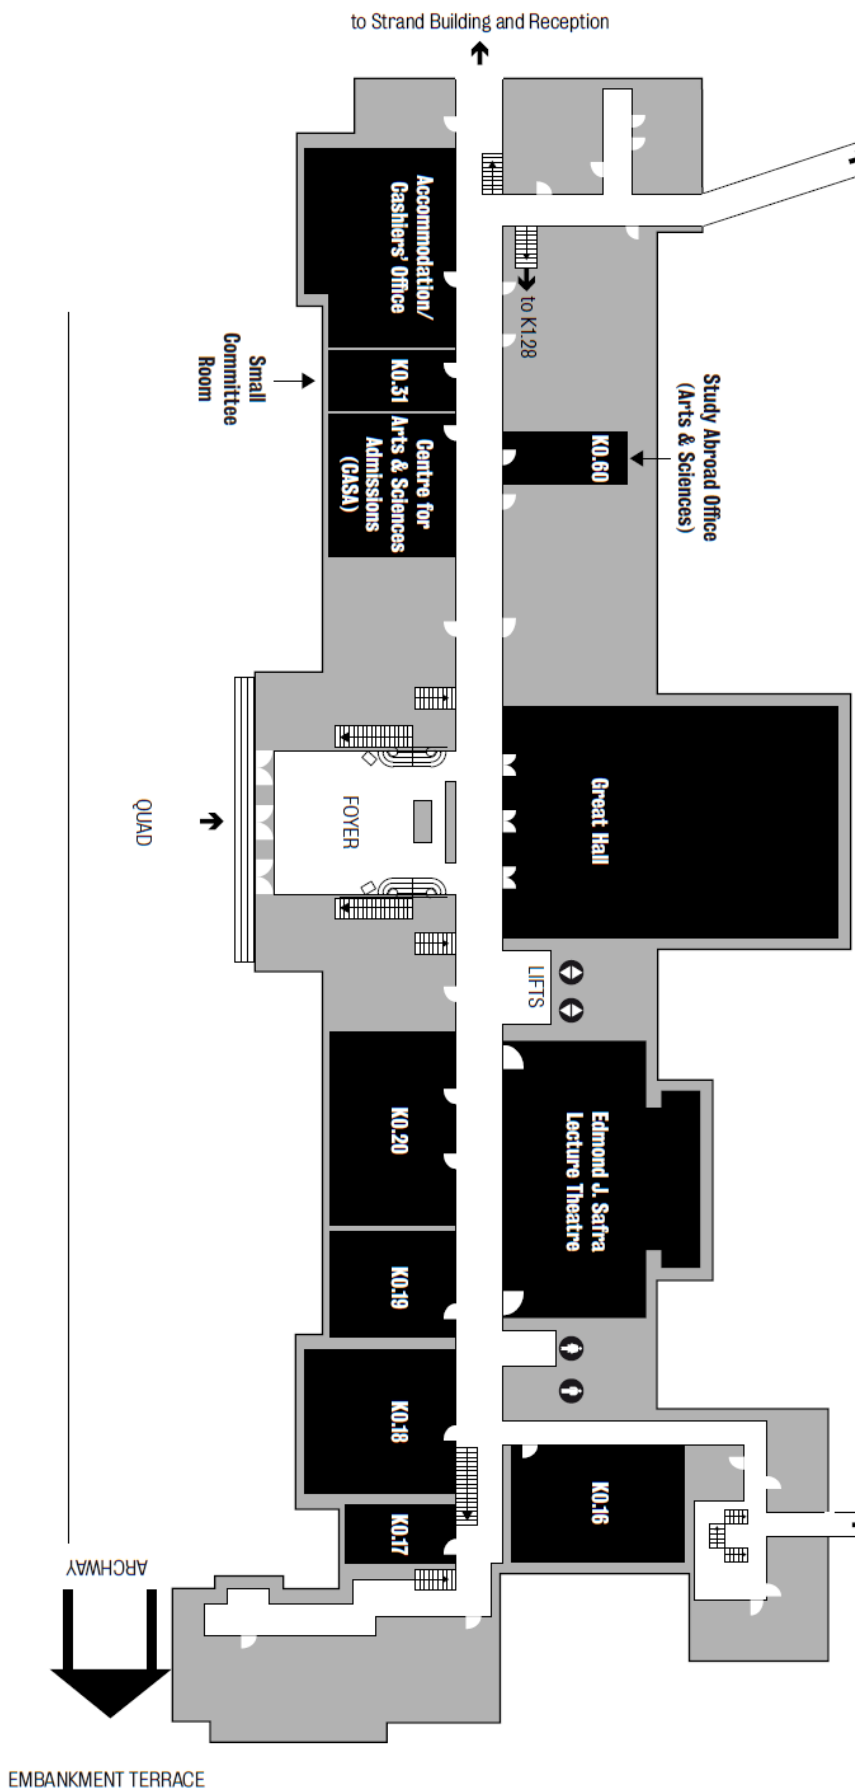 to Strand Building and Reception
Accommodation/
Cashiers' Office
to K1.28
Small
Committee
Room
K0.31
Study Abroad Office
(Arts & Sciences)
K0.60
Centre for
Arts & Sciences
Admissions
(CASA)
QUAD
FOYER
Great Hall
LIFTS
K0.20
Edmond J. Safra
Lecture Theatre
K0.19
K0.18
K0.16
K0.17
ARCHWAY
EMBANKMENT TERRACE